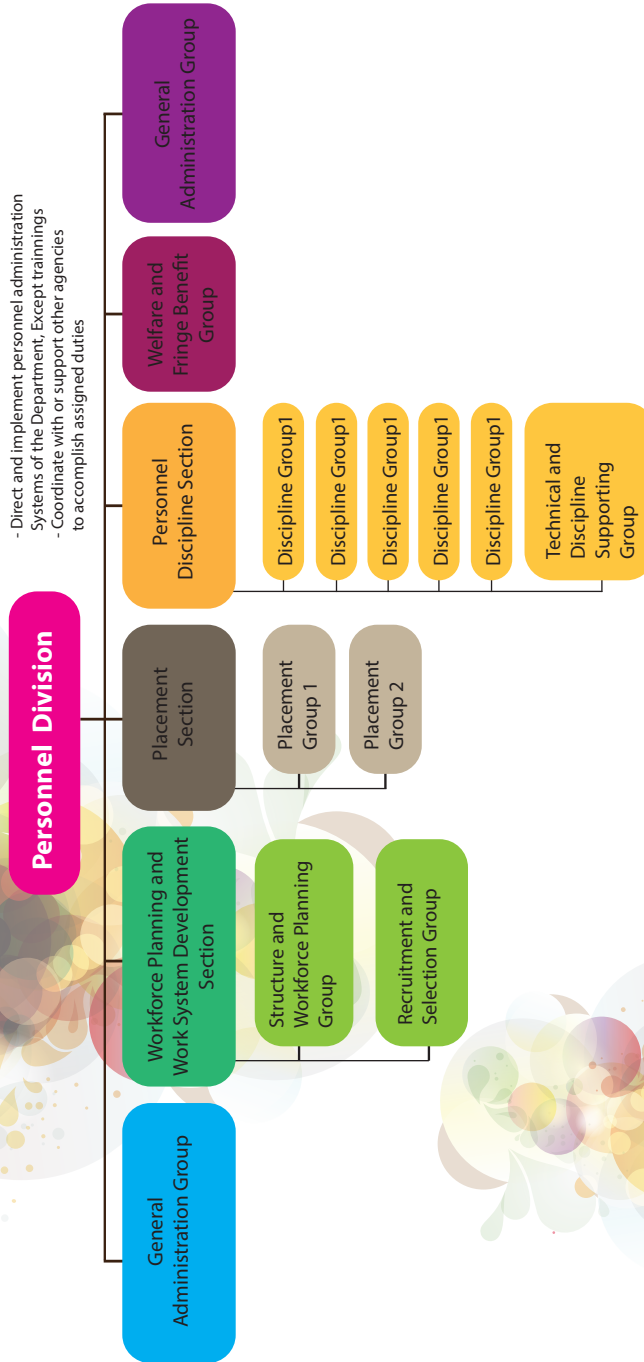 Personnel Division
- Direct and implement personnel administration
Systems of the Department, Except trainnings
- Coordinate with or support other agencies
to accomplish assigned duties
General
Administration Group
Workforce Planning and
Work System Development
Section
Structure and
Workforce Planning
Group
Recruitment and
Selection Group
Placement
Section
Placement
Group 1
Placement
Group 2
Personnel
Discipline Section
Discipline Group1
Discipline Group1
Discipline Group1
Discipline Group1
Discipline Group1
Technical and
Discipline
Supporting
Group
Welfare and
Fringe Benefit
Group
General
Administration Group